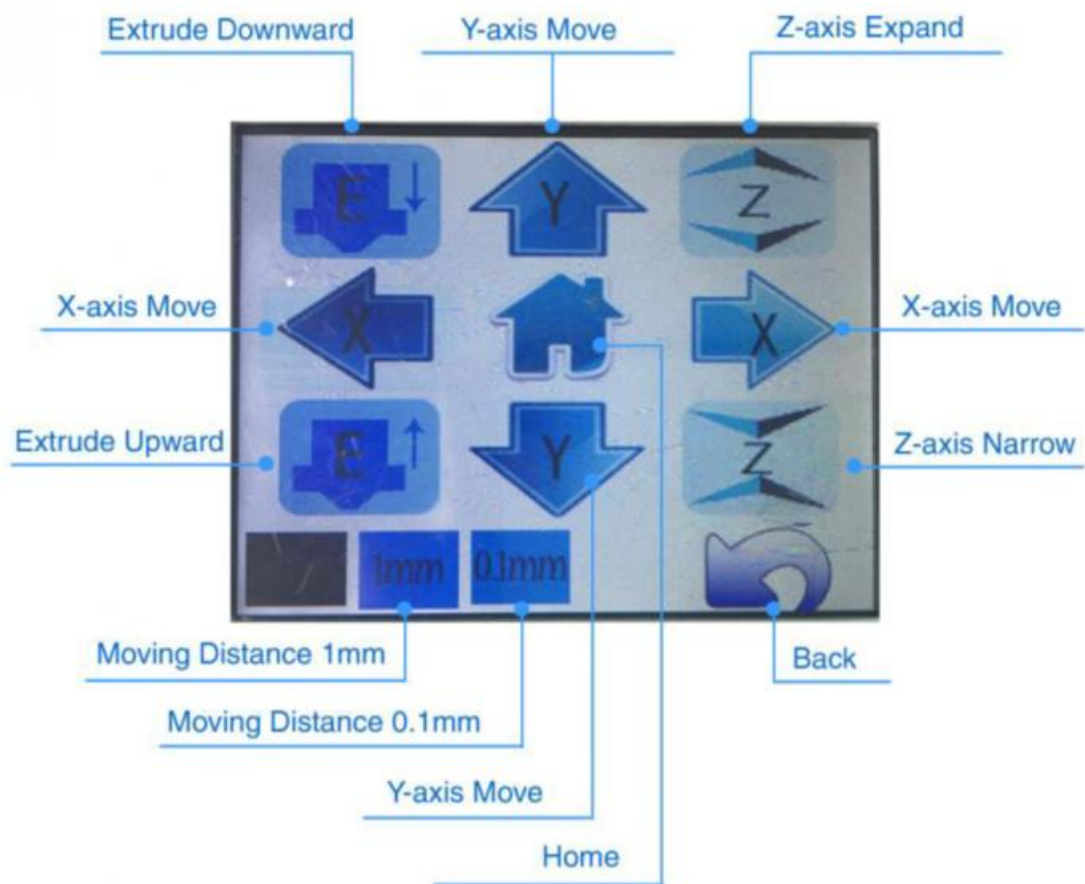 Extrude Downward
Y-axis Move
Z-axis Expand
E
Y
Z
X-axis Move
X
X
X-axis Move
Extrude Upward
E
Y
Z
Z-axis Narrow
1mm
0.1mm
Moving Distance 1mm
Back
Moving Distance 0.1mm
Y-axis Move
Home